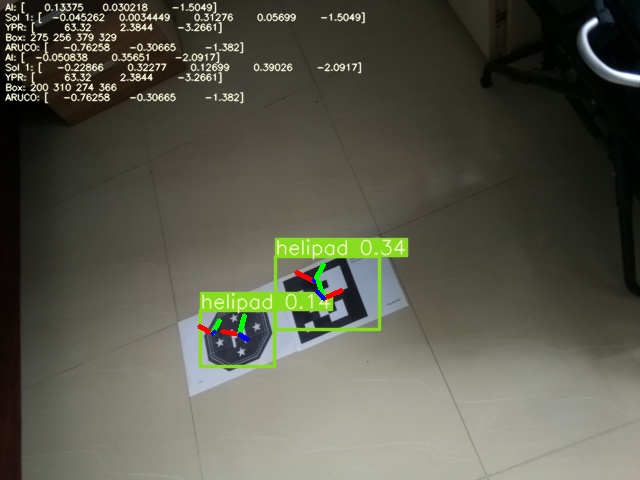 AI: [ 0.13375 0.030218 -1.5049]
Sol 1: [ -0.045262 0.0034449 0.31276 0.05699 -1.5049]
YPR: [ 63.32 2.3844 -3.2661]
Box: 275 256 379 329
ARUCO: [ -0.76258 -0.30665 -1.382]
AI: [ -0.050838 0.35651 -2.0917]
Sol 1: [ -0.22866 0.32277 0.12699 0.39026 -2.0917]
YPR: [ 63.32 2.3844 -3.2661]
Box: 200 310 274 366
ARUCO: [ -0.76258 -0.30665 -1.382]
helipad 0.34
helipad 0.14